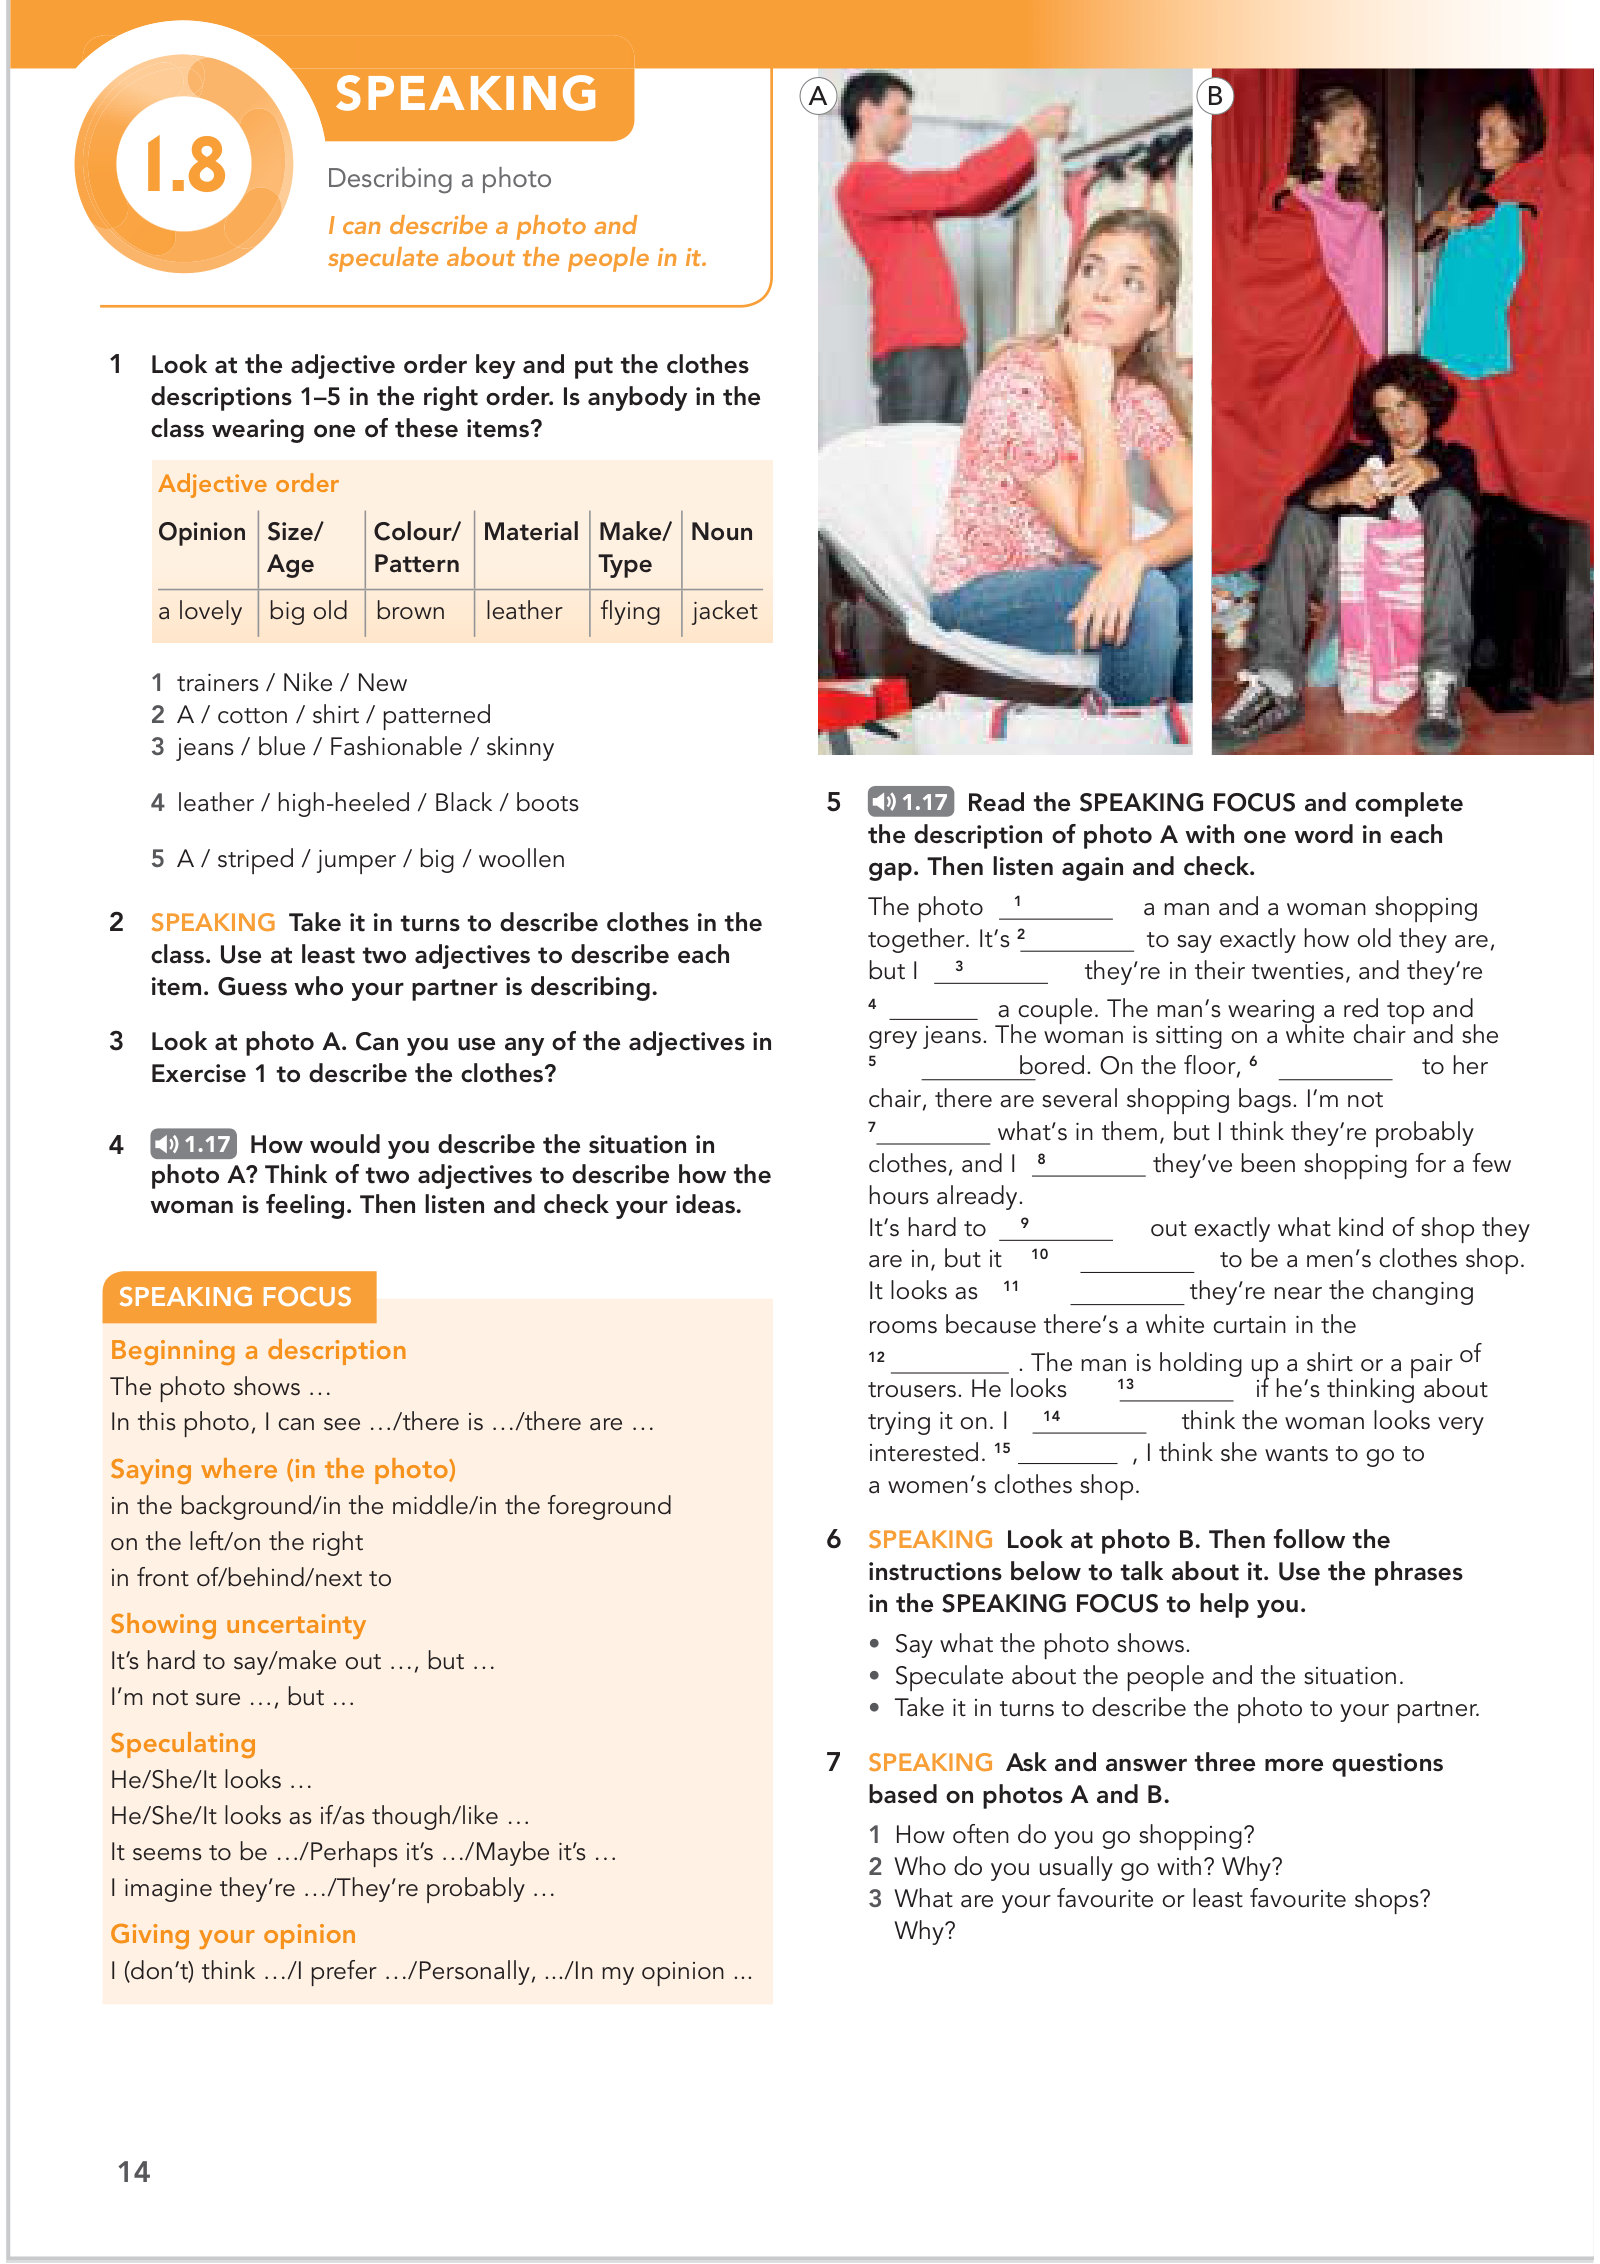 1.8
SPEAKING
Describing a photo
I can describe a photo and
speculate about the people in it.
1 Look at the adjective order key and put the clothes
descriptions 1–5 in the right order. Is anybody in the
class wearing one of these items?
Adjective order
Opinion Size/ Age Colour/ Pattern Material Make/ Type Noun
a lovely big old brown leather flying jacket
1 trainers / Nike / New
2 A / cotton / shirt / patterned
3 jeans / blue / Fashionable / skinny
4 leather / high-heeled / Black / boots
5 A / striped / jumper / big / woollen
2 SPEAKING Take it in turns to describe clothes in the
class. Use at least two adjectives to describe each
item. Guess who your partner is describing.
3 Look at photo A. Can you use any of the adjectives in
Exercise 1 to describe the clothes?
4 1.17 How would you describe the situation in
photo A? Think of two adjectives to describe how the
woman is feeling. Then listen and check your ideas.
SPEAKING FOCUS
Beginning a description
The photo shows …
In this photo, I can see …/there is …/there are …
Saying where (in the photo)
in the background/in the middle/in the foreground
on the left/on the right
in front of/behind/next to
Showing uncertainty
It's hard to say/make out …, but …
I'm not sure …, but …
Speculating
He/She/It looks …
He/She/It looks as if/as though/like …
It seems to be …/Perhaps it's …/Maybe it's …
I imagine they're …/They're probably …
Giving your opinion
I (don't) think …/I prefer …/Personally, .../In my opinion ...
A
B
5 1.17 Read the SPEAKING FOCUS and complete
the description of photo A with one word in each
gap. Then listen again and check.
The photo 1 ________ a man and a woman shopping
together. It's 2 ________ to say exactly how old they are,
but I 3 ________ they're in their twenties, and they're
4 ________ a couple. The man's wearing a red top and
grey jeans. The woman is sitting on a white chair and she
5 ________ bored. On the floor, 6 ________ to her
chair, there are several shopping bags. I'm not
7 ________ what's in them, but I think they're probably
clothes, and I 8 ________ they've been shopping for a few
hours already.
It's hard to 9 ________ out exactly what kind of shop they
are in, but it 10 ________ to be a men's clothes shop.
It looks as 11 ________ they're near the changing
rooms because there's a white curtain in the
12 ________ . The man is holding up a shirt or a pair of
trousers. He looks 13 ________ if he's thinking about
trying it on. I 14 ________ think the woman looks very
interested. 15 ________ , I think she wants to go to
a women's clothes shop.
6 SPEAKING Look at photo B. Then follow the
instructions below to talk about it. Use the phrases
in the SPEAKING FOCUS to help you.
• Say what the photo shows.
• Speculate about the people and the situation.
• Take it in turns to describe the photo to your partner.
7 SPEAKING Ask and answer three more questions
based on photos A and B.
1 How often do you go shopping?
2 Who do you usually go with? Why?
3 What are your favourite or least favourite shops?
Why?
14